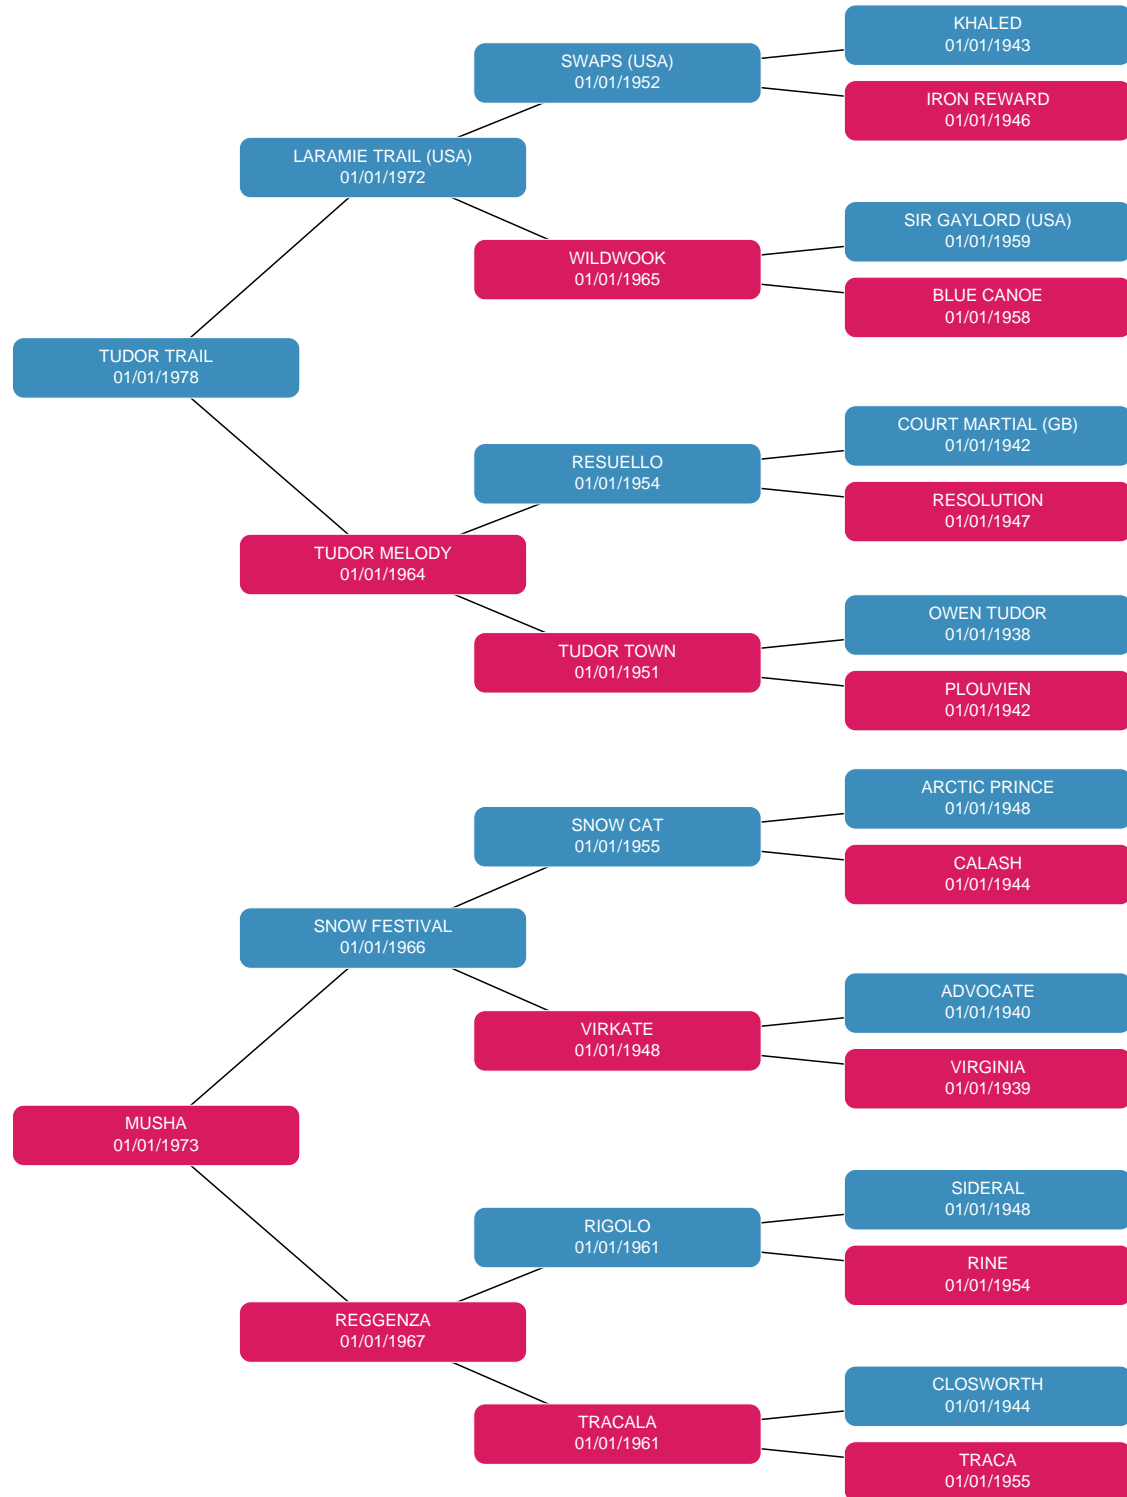 KHALED
01/01/1943
SWAPS (USA)
01/01/1952
IRON REWARD
01/01/1946
LARAMIE TRAIL (USA)
01/01/1972
SIR GAYLORD (USA)
01/01/1959
WILDWOOK
01/01/1965
BLUE CANOE
01/01/1958
TUDOR TRAIL
01/01/1978
COURT MARTIAL (GB)
01/01/1942
RESUELLO
01/01/1954
RESOLUTION
01/01/1947
TUDOR MELODY
01/01/1964
OWEN TUDOR
01/01/1938
TUDOR TOWN
01/01/1951
PLOUVIEN
01/01/1942
ARCTIC PRINCE
01/01/1948
SNOW CAT
01/01/1955
CALASH
01/01/1944
SNOW FESTIVAL
01/01/1966
ADVOCATE
01/01/1940
VIRKATE
01/01/1948
VIRGINIA
01/01/1939
MUSHA
01/01/1973
SIDERAL
01/01/1948
RIGOLO
01/01/1961
RINE
01/01/1954
REGGENZA
01/01/1967
CLOSWORTH
01/01/1944
TRACALA
01/01/1961
TRACA
01/01/1955